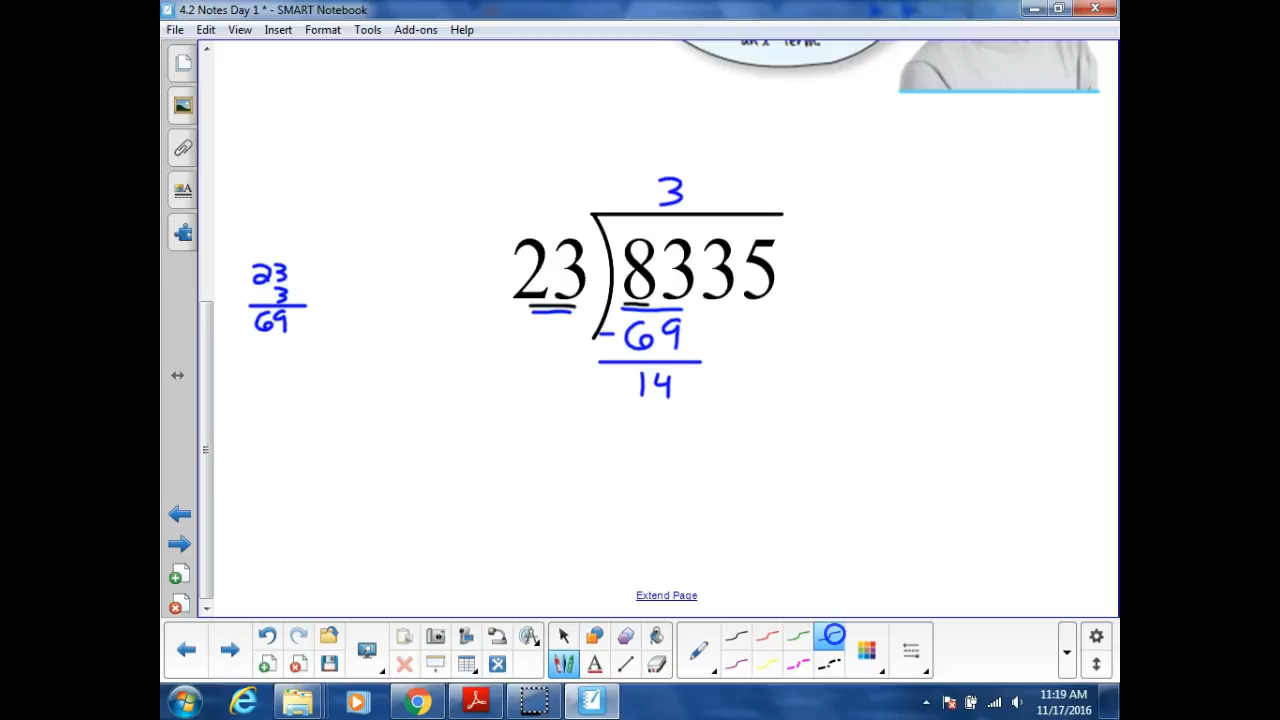 4.2 Notes Day 1 * - SMART Notebook
File Edit View Insert Format Tools Add-ons Help
term.
3
23 8335
- 69
14
23
3
69
Extend Page
11:19 AM
11/17/2016